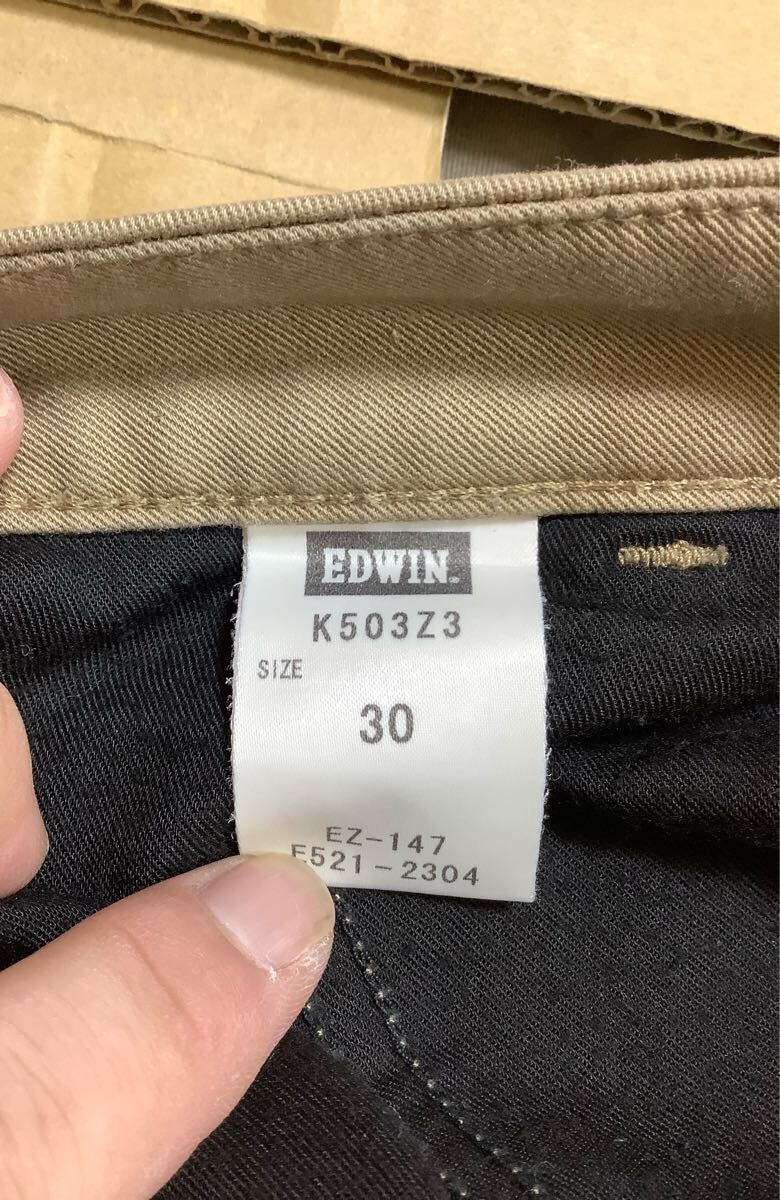 EDWIN
K503Z3
SIZE
30
EZ-147
E521-2304